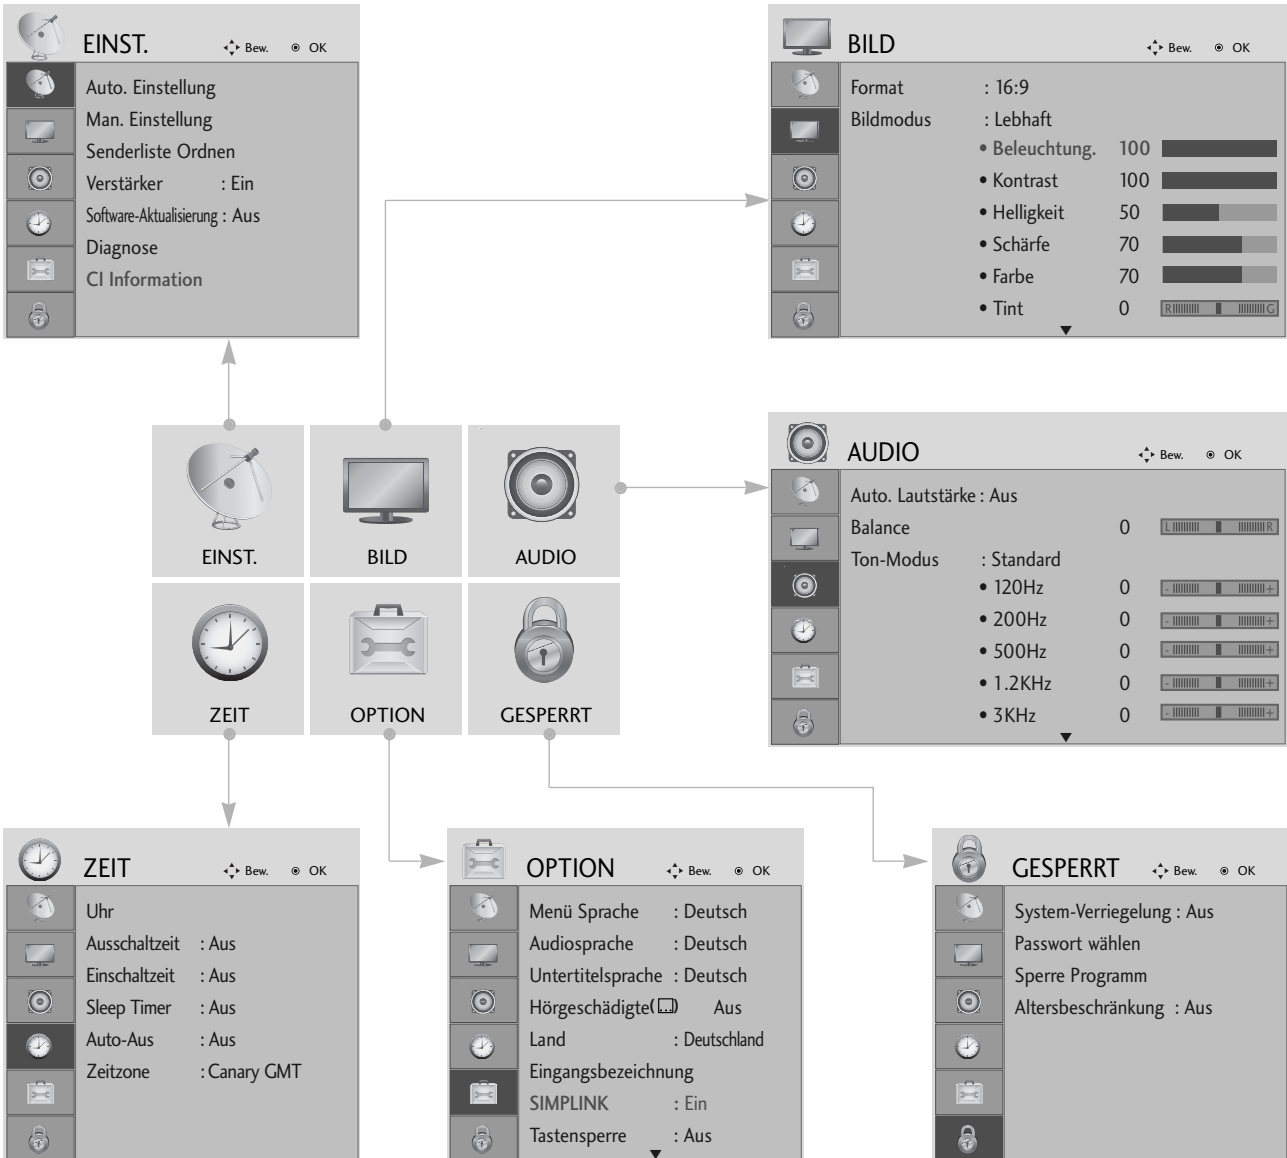 EINST. Bew. OK
Auto. Einstellung
Man. Einstellung
Senderliste Ordnen
Verstärker : Ein
Software-Aktualisierung : Aus
Diagnose
CI Information
BILD Bew. OK
Format : 16:9
Bildmodus : Lebhaft
• Beleuchtung. 100
• Kontrast 100
• Helligkeit 50
• Schärfe 70
• Farbe 70
• Tint 0 R G
EINST.
BILD
AUDIO
ZEIT
OPTION
GESPERRT
AUDIO Bew. OK
Auto. Lautstärke : Aus
Balance 0 L R
Ton-Modus : Standard
• 120Hz 0 - +
• 200Hz 0 - +
• 500Hz 0 - +
• 1.2KHz 0 - +
• 3KHz 0 - +
ZEIT Bew. OK
Uhr
Ausschaltzeit : Aus
Einschaltzeit : Aus
Sleep Timer : Aus
Auto-Aus : Aus
Zeitzone : Canary GMT
OPTION Bew. OK
Menü Sprache : Deutsch
Audiosprache : Deutsch
Untertitelsprache : Deutsch
Hörgeschädigte( ) Aus
Land : Deutschland
Eingangsbezeichnung
SIMPLINK : Ein
Tastensperre : Aus
GESPERRT Bew. OK
System-Verriegelung : Aus
Passwort wählen
Sperre Programm
Altersbeschränkung : Aus